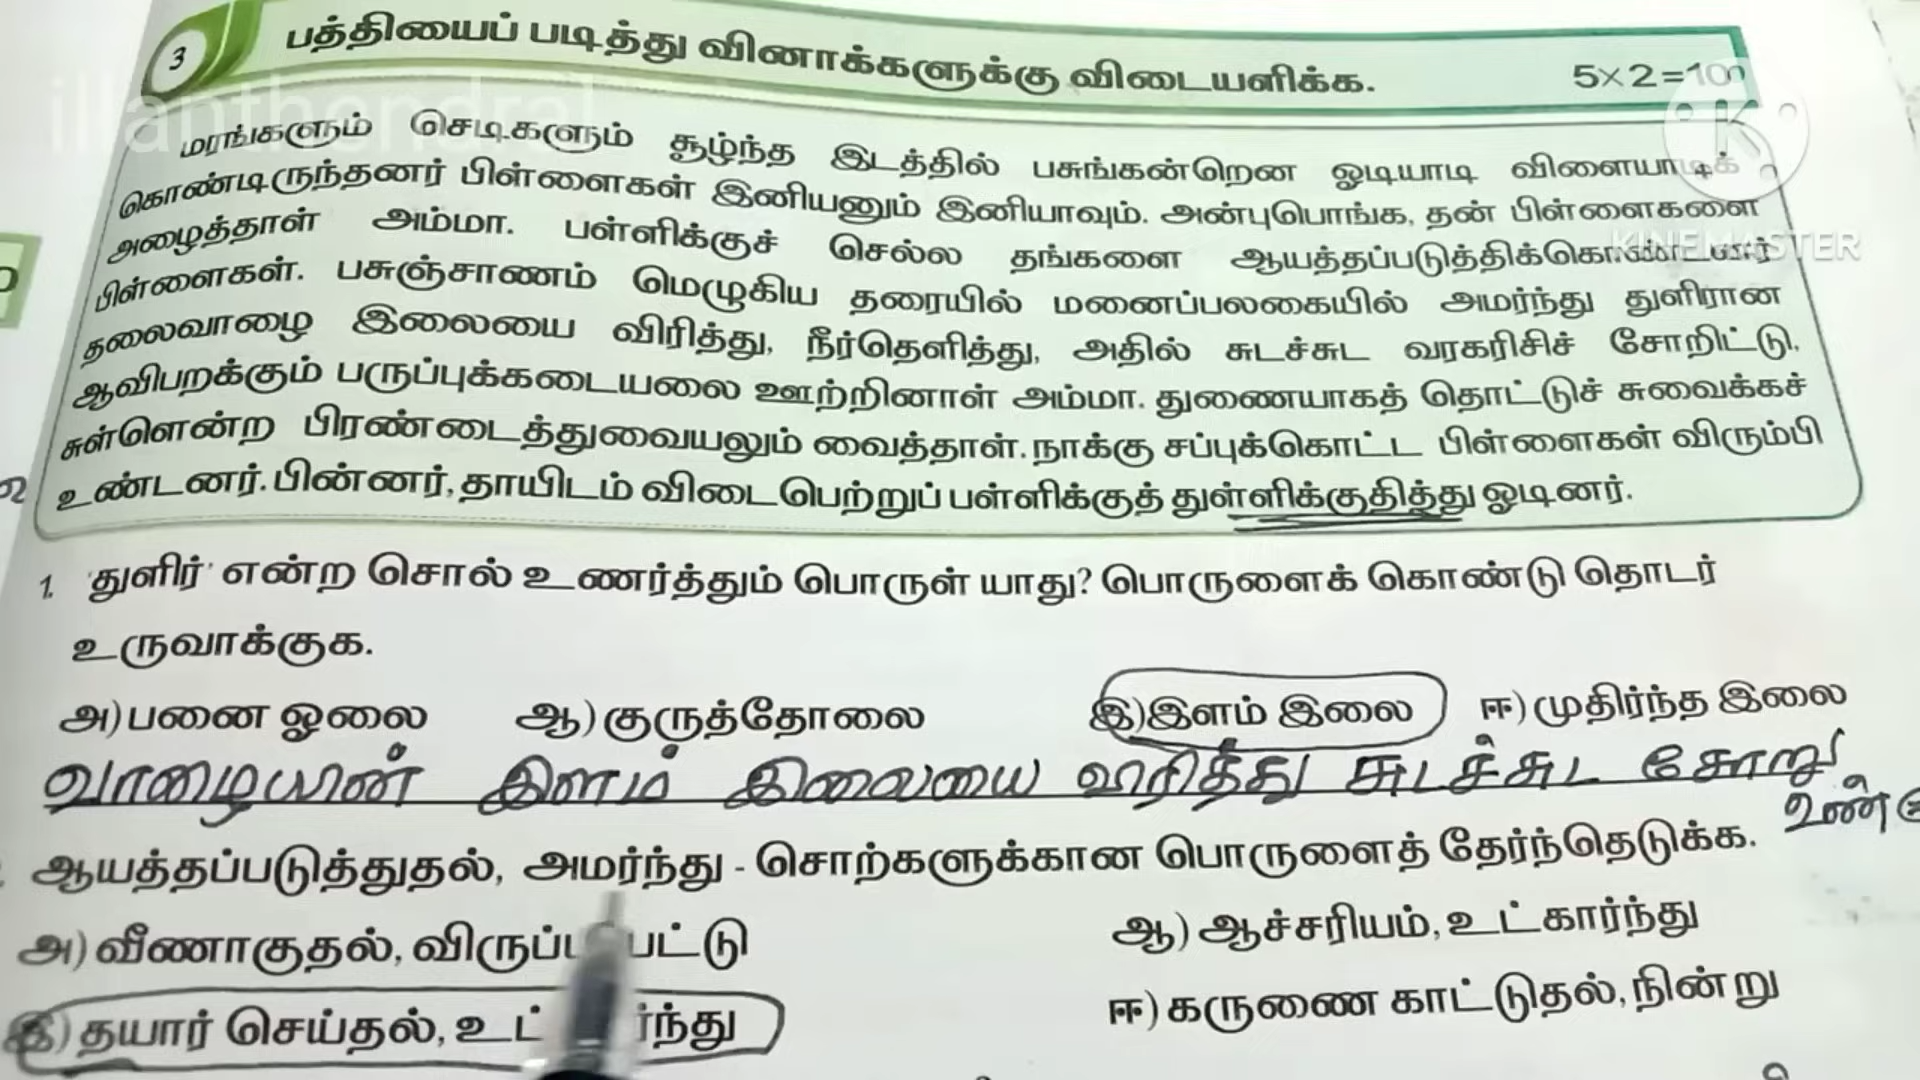 3 பத்தியைப் படித்து வினாக்களுக்கு விடையளிக்க. 5×2=10
illanthendral
KINEMASTER
மரங்களும் செடிகளும் சூழ்ந்த இடத்தில் பசுங்கன்றென ஓடியாடி விளையாடிக்
கொண்டிருந்தனர் பிள்ளைகள் இனியனும் இனியாவும். அன்புபொங்க, தன் பிள்ளைகளை
அழைத்தாள் அம்மா. பள்ளிக்குச் செல்ல தங்களை ஆயத்தப்படுத்திக்கொண்டனர்
பிள்ளைகள். பசுஞ்சாணம் மெழுகிய தரையில் மனைப்பலகையில் அமர்ந்து துளிரான
தலைவாழை இலையை விரித்து, நீர்தெளித்து, அதில் சுடச்சுட வரகரிசிச் சோறிட்டு,
ஆவிபறக்கும் பருப்புக்கடையலை ஊற்றினாள் அம்மா. துணையாகத் தொட்டுச் சுவைக்கச்
சுள்ளென்ற பிரண்டைத்துவையலும் வைத்தாள். நாக்கு சப்புக்கொட்ட பிள்ளைகள் விரும்பி
உண்டனர். பின்னர், தாயிடம் விடைபெற்றுப் பள்ளிக்குத் துள்ளிக்குதித்து ஓடினர்.
1. 'துளிர்' என்ற சொல் உணர்த்தும் பொருள் யாது? பொருளைக் கொண்டு தொடர்
உருவாக்குக.
அ) பனை ஓலை ஆ) குருத்தோலை இ) இளம் இலை ஈ) முதிர்ந்த இலை
வாழையின் இளம் இலையை விரித்து சுடச்சுட சோறு
ஆயத்தப்படுத்துதல், அமர்ந்து - சொற்களுக்கான பொருளைத் தேர்ந்தெடுக்க.
அ) வீணாகுதல், விருப்பப்பட்டு ஆ) ஆச்சரியம், உட்கார்ந்து
இ) தயார் செய்தல், உட்கார்ந்து ஈ) கருணை காட்டுதல், நின்று